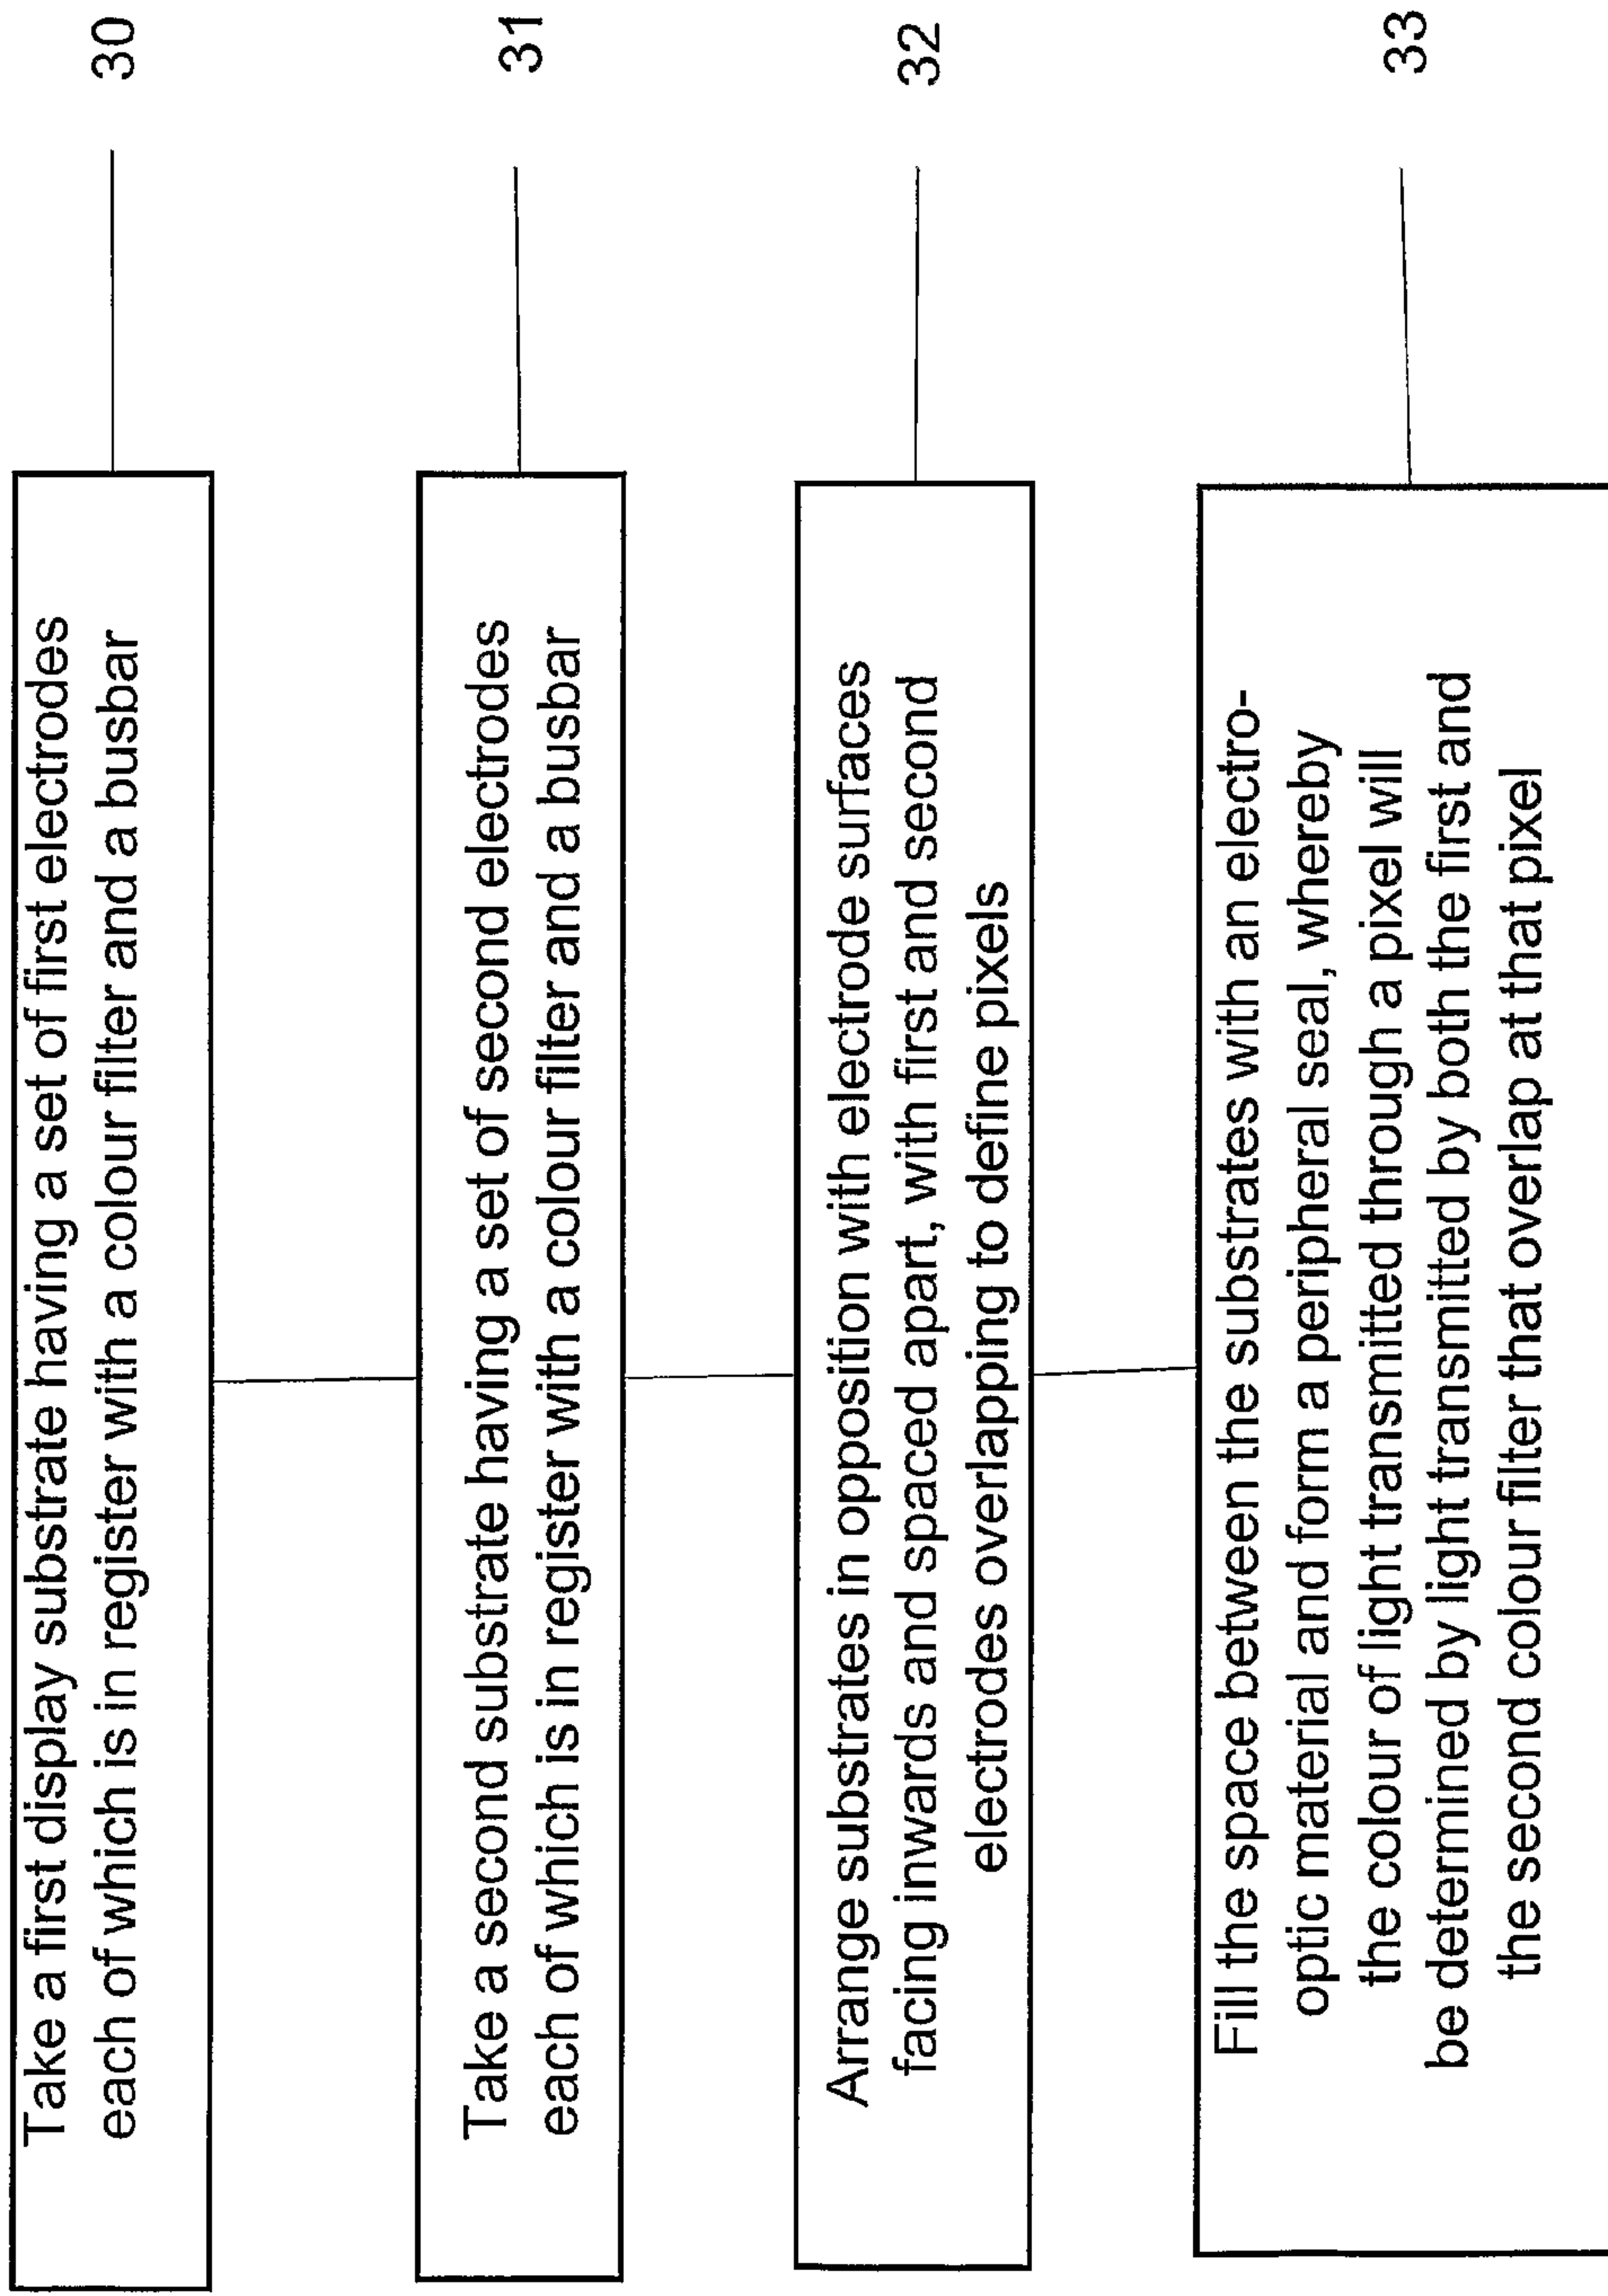 Take a first display substrate having a set of first electrodes
each of which is in register with a colour filter and a busbar
30
Take a second substrate having a set of second electrodes
each of which is in register with a colour filter and a busbar
31
Arrange substrates in opposition with electrode surfaces
facing inwards and spaced apart, with first and second
electrodes overlapping to define pixels
32
Fill the space between the substrates with an electro-
optic material and form a peripheral seal, whereby
the colour of light transmitted through a pixel will
be determined by light transmitted by both the first and
the second colour filter that overlap at that pixel
33